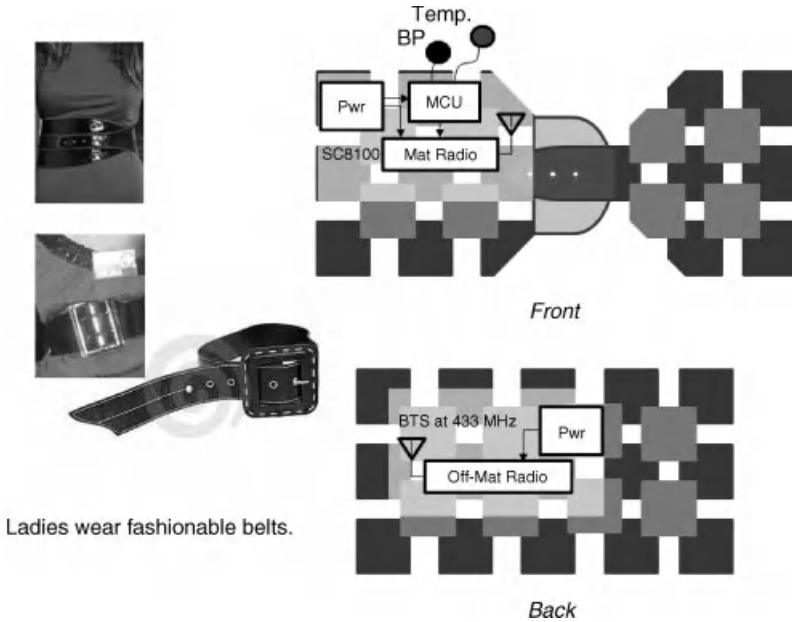 Temp.
BP
Pwr
MCU
SC8100
Mat Radio
Front
BTS at 433 MHz
Pwr
Off-Mat Radio
Ladies wear fashionable belts.
Back